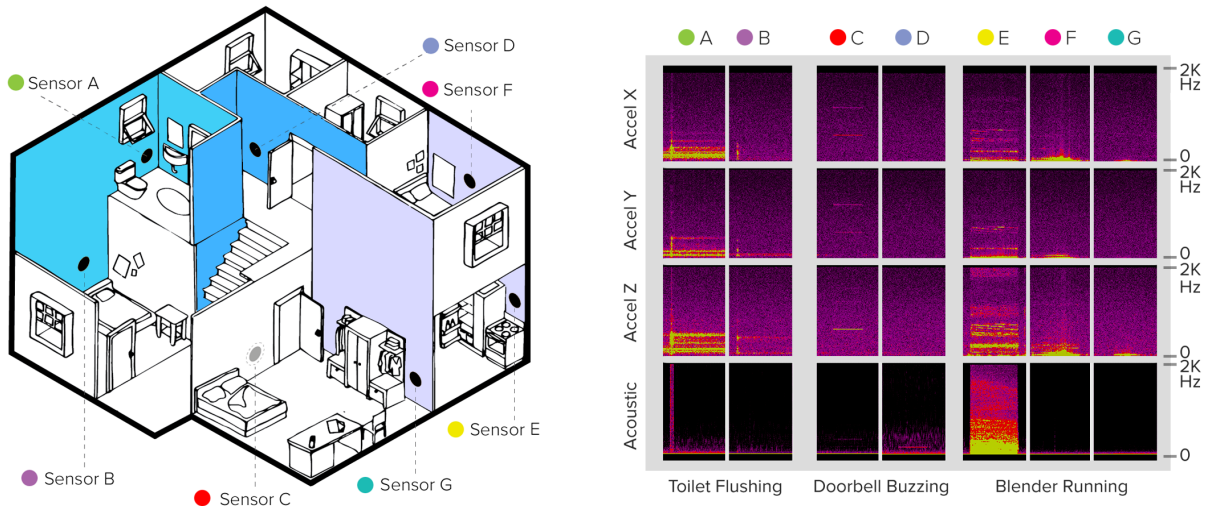 Sensor A
Sensor D
Sensor F
Sensor B
Sensor C
Sensor G
Sensor E
A
B
C
D
E
F
G
Accel X
2K
Hz
0
Accel Y
2K
Hz
0
Accel Z
2K
Hz
0
Acoustic
2K
Hz
0
Toilet Flushing
Doorbell Buzzing
Blender Running